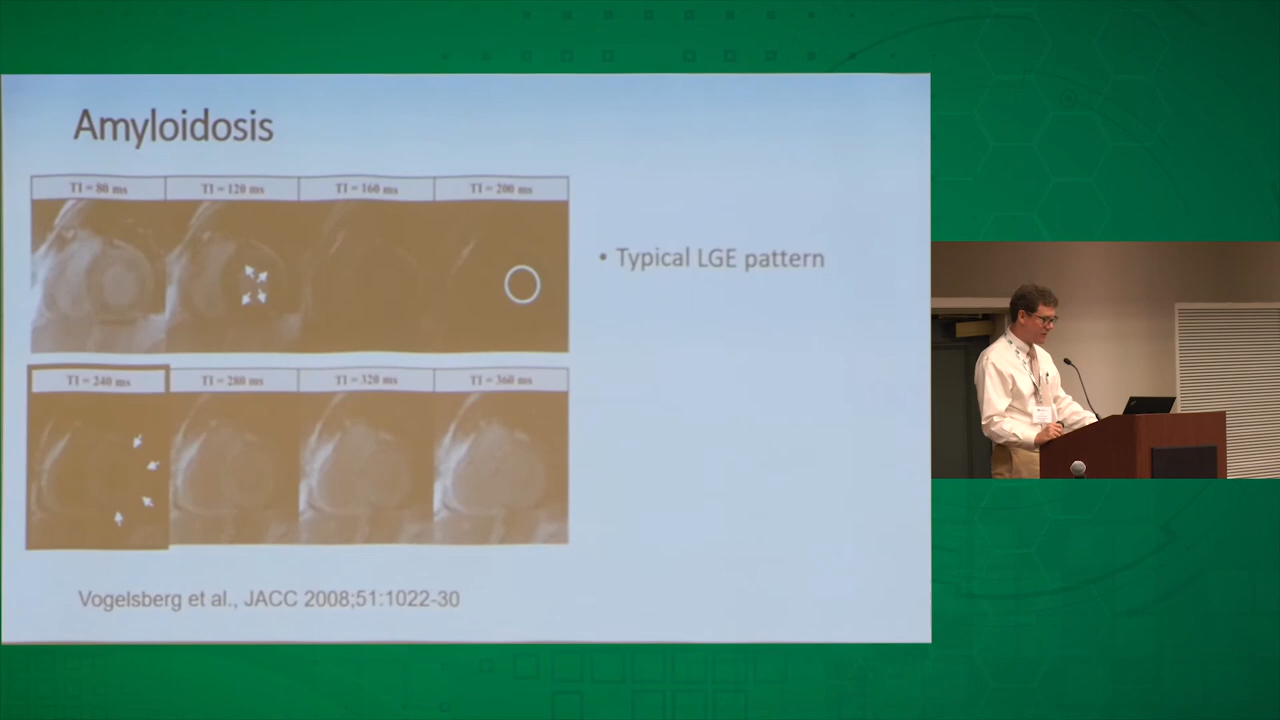 Amyloidosis
TI = 80 ms
TI = 120 ms
TI = 160 ms
TI = 200 ms
• Typical LGE pattern
TI = 240 ms
TI = 280 ms
TI = 320 ms
TI = 360 ms
Vogelsberg et al., JACC 2008;51:1022-30